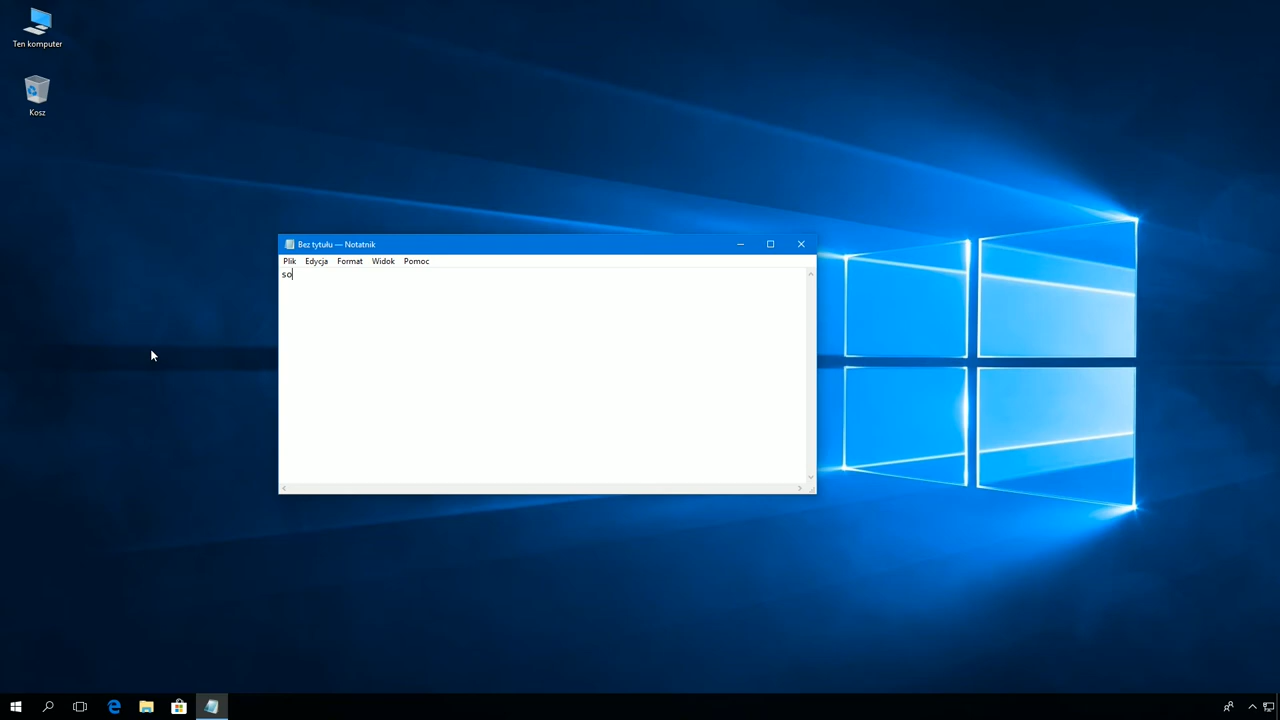 Ten komputer
Kosz
Bez tytułu — Notatnik
Plik Edycja Format Widok Pomoc
so